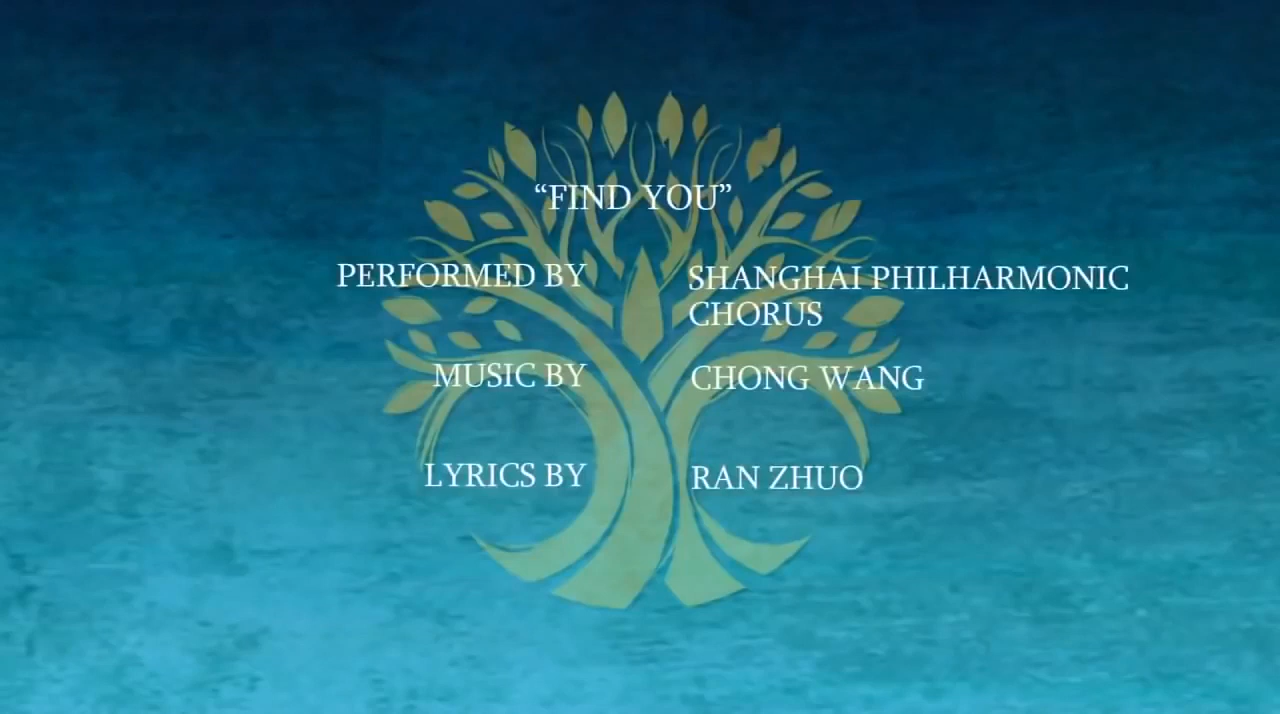 “FIND YOU”
PERFORMED BY SHANGHAI PHILHARMONIC
CHORUS
MUSIC BY CHONG WANG
LYRICS BY RAN ZHUO